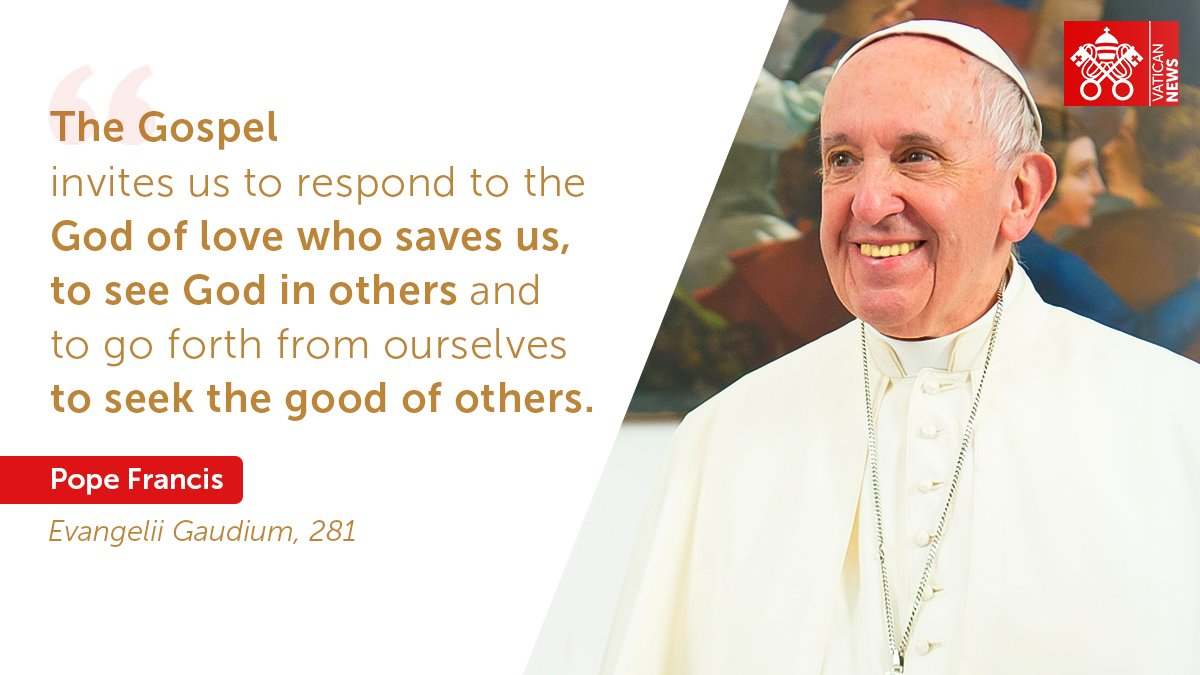 The Gospel
invites us to respond to the
God of love who saves us,
to see God in others and
to go forth from ourselves
to seek the good of others.
Pope Francis
Evangelii Gaudium, 281
VATICAN
NEWS